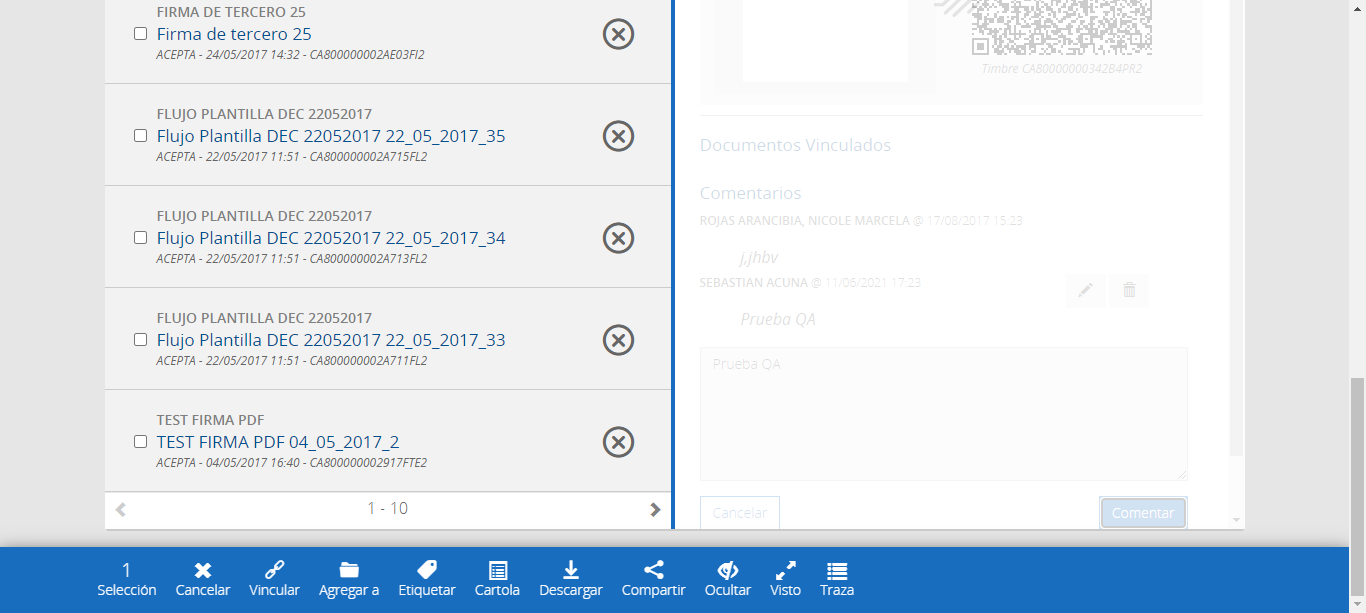 FIRMA DE TERCERO 25
Firma de tercero 25
ACEPTA - 24/05/2017 14:32 - CA800000002AE03FI2
FLUJO PLANTILLA DEC 22052017
Flujo Plantilla DEC 22052017 22_05_2017_35
ACEPTA - 22/05/2017 11:51 - CA800000002A715FL2
FLUJO PLANTILLA DEC 22052017
Flujo Plantilla DEC 22052017 22_05_2017_34
ACEPTA - 22/05/2017 11:51 - CA800000002A713FL2
FLUJO PLANTILLA DEC 22052017
Flujo Plantilla DEC 22052017 22_05_2017_33
ACEPTA - 22/05/2017 11:51 - CA800000002A711FL2
TEST FIRMA PDF
TEST FIRMA PDF 04_05_2017_2
ACEPTA - 04/05/2017 16:40 - CA800000002917FTE2
1 - 10
Timbre CA80000000342B4PR2
Documentos Vinculados
Comentarios
ROJAS ARANCIBIA, NICOLE MARCELA @ 17/08/2017 15:23
j,jhbv
SEBASTIAN ACUNA @ 11/06/2021 17:23
Prueba QA
Prueba QA
Cancelar Comentar
1
Selección Cancelar Vincular Agregar a Etiquetar Cartola Descargar Compartir Ocultar Visto Traza